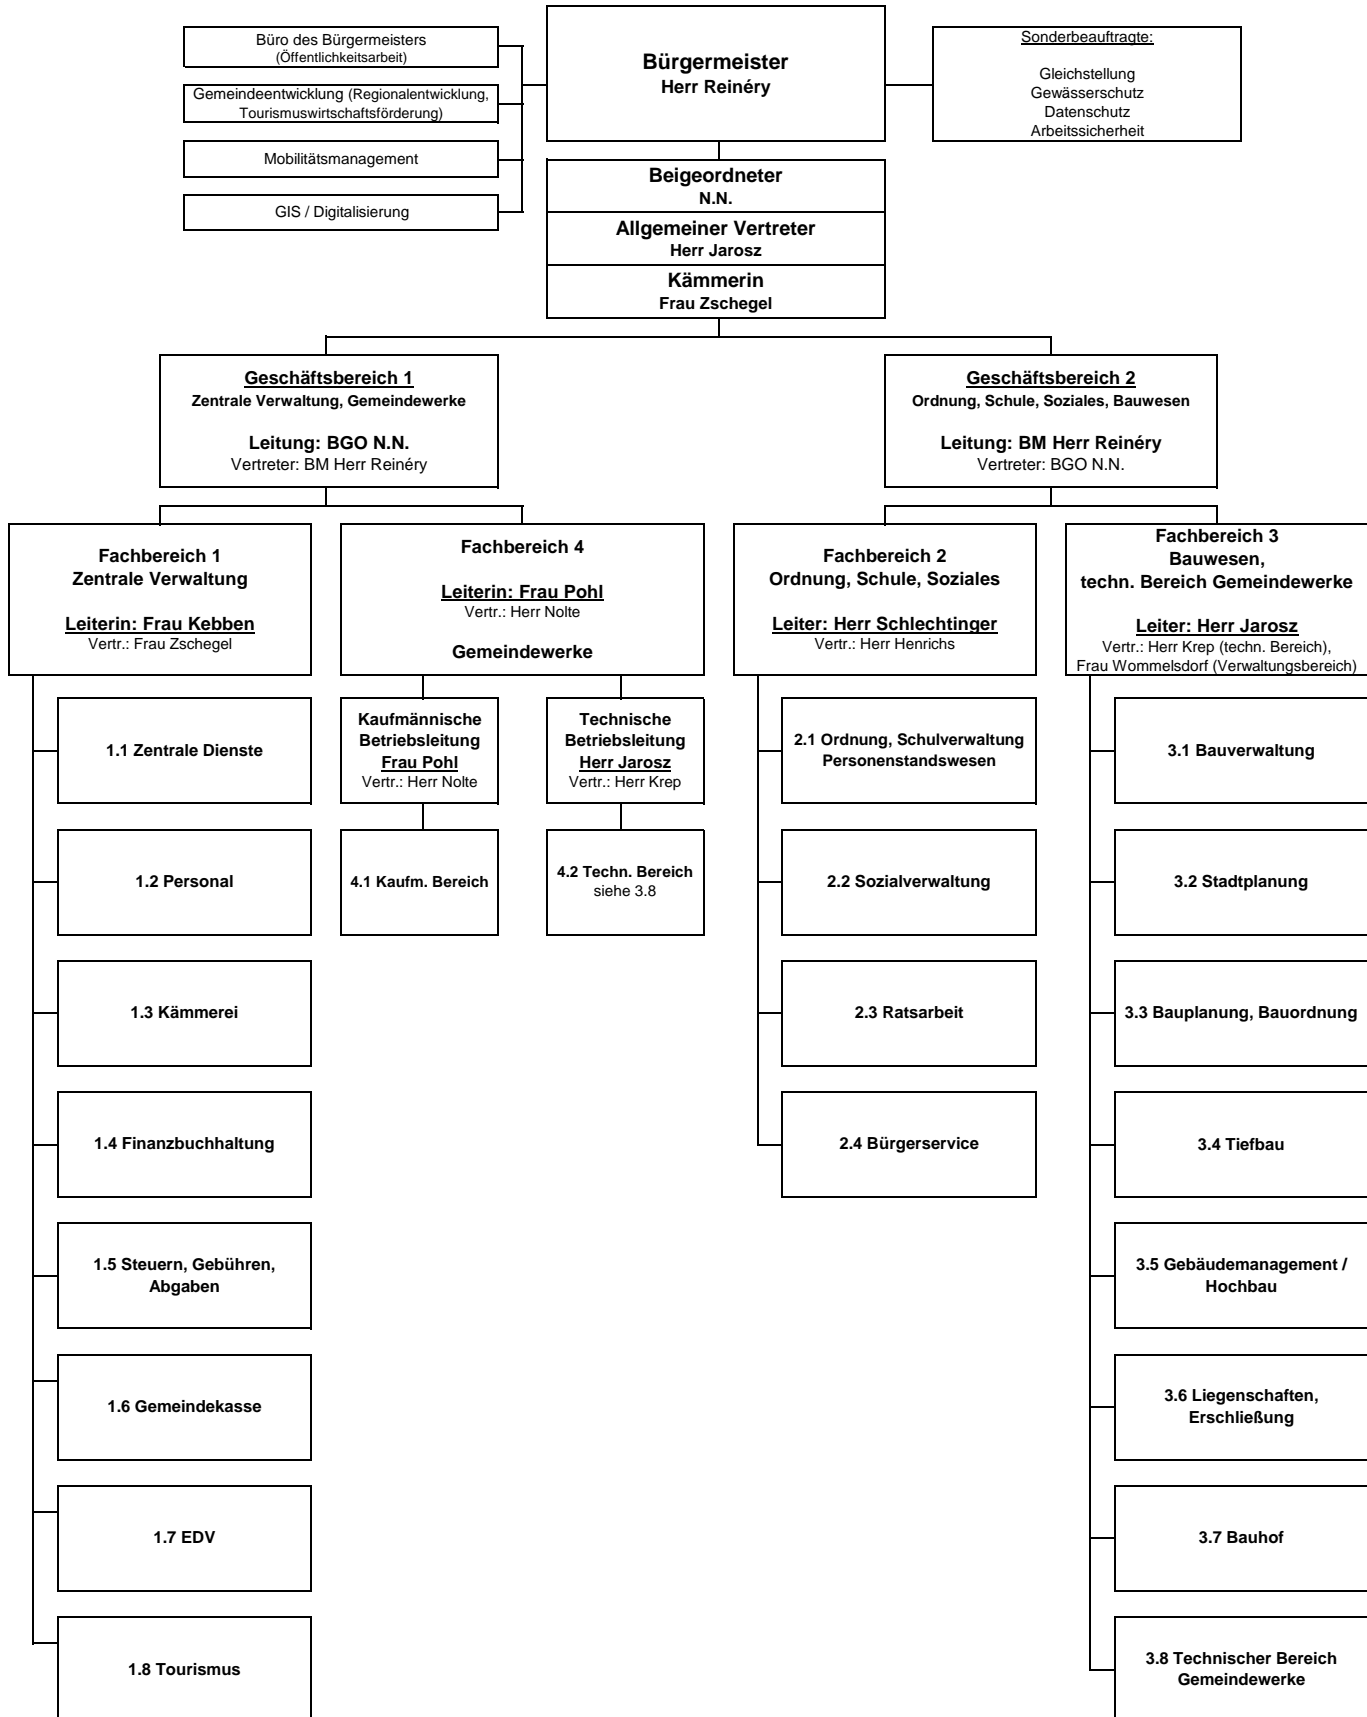 Büro des Bürgermeisters
(Öffentlichkeitsarbeit)
Gemeindeentwicklung (Regionalentwicklung,
Tourismuswirtschaftsförderung)
Mobilitätsmanagement
GIS / Digitalisierung
Bürgermeister
Herr Reinéry
Sonderbeauftragte:
Gleichstellung
Gewässerschutz
Datenschutz
Arbeitssicherheit
Beigeordneter
N.N.
Allgemeiner Vertreter
Herr Jarosz
Kämmerin
Frau Zschegel
Geschäftsbereich 1
Zentrale Verwaltung, Gemeindewerke
Leitung: BGO N.N.
Vertreter: BM Herr Reinéry
Geschäftsbereich 2
Ordnung, Schule, Soziales, Bauwesen
Leitung: BM Herr Reinéry
Vertreter: BGO N.N.
Fachbereich 1
Zentrale Verwaltung
Leiterin: Frau Kebben
Vertr.: Frau Zschegel
Fachbereich 4
Leiterin: Frau Pohl
Vertr.: Herr Nolte
Gemeindewerke
Fachbereich 2
Ordnung, Schule, Soziales
Leiter: Herr Schlechtinger
Vertr.: Herr Henrichs
Fachbereich 3
Bauwesen,
techn. Bereich Gemeindewerke
Leiter: Herr Jarosz
Vertr.: Herr Krep (techn. Bereich),
Frau Wommelsdorf (Verwaltungsbereich)
1.1 Zentrale Dienste
1.2 Personal
1.3 Kämmerei
1.4 Finanzbuchhaltung
1.5 Steuern, Gebühren,
Abgaben
1.6 Gemeindekasse
1.7 EDV
1.8 Tourismus
Kaufmännische
Betriebsleitung
Frau Pohl
Vertr.: Herr Nolte
4.1 Kaufm. Bereich
Technische
Betriebsleitung
Herr Jarosz
Vertr.: Herr Krep
4.2 Techn. Bereich
siehe 3.8
2.1 Ordnung, Schulverwaltung
Personenstandswesen
2.2 Sozialverwaltung
2.3 Ratsarbeit
2.4 Bürgerservice
3.1 Bauverwaltung
3.2 Stadtplanung
3.3 Bauplanung, Bauordnung
3.4 Tiefbau
3.5 Gebäudemanagement /
Hochbau
3.6 Liegenschaften,
Erschließung
3.7 Bauhof
3.8 Technischer Bereich
Gemeindewerke